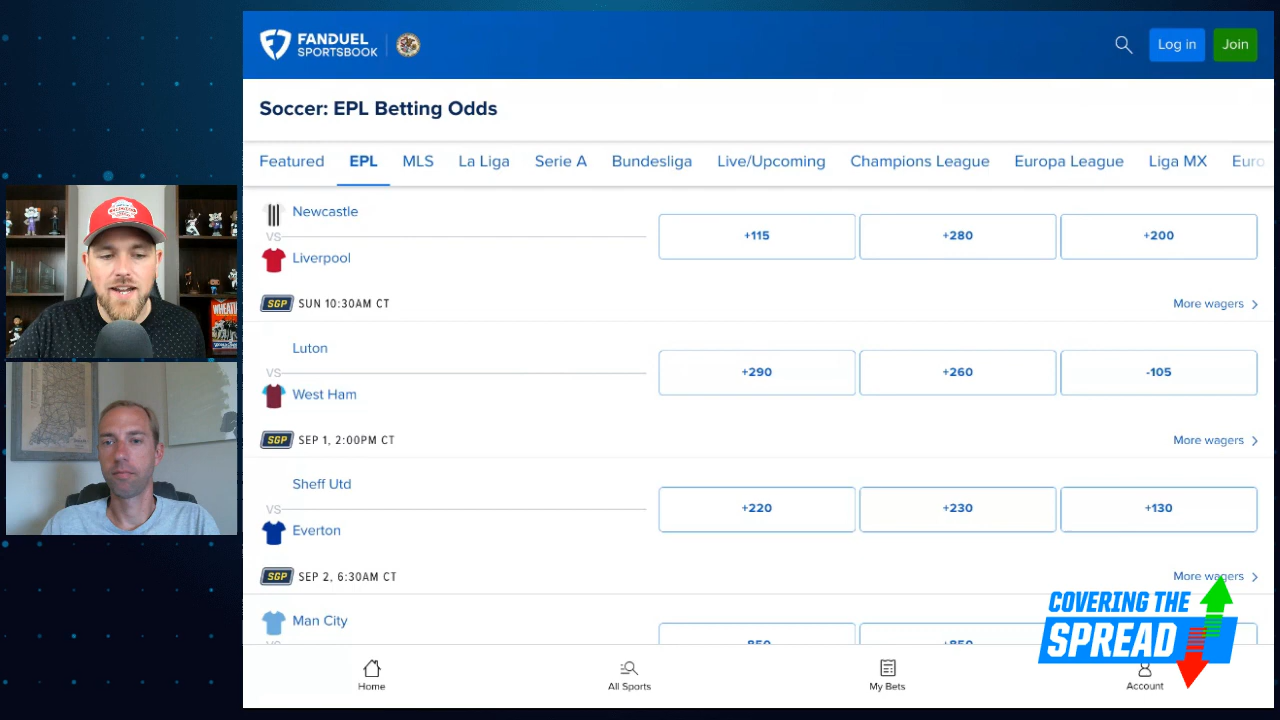 FANDUEL
SPORTSBOOK
Log in
Join
Soccer: EPL Betting Odds
Featured EPL MLS La Liga Serie A Bundesliga Live/Upcoming Champions League Europa League Liga MX Euro
Newcastle
VS
Liverpool
+115 +280 +200
SGP SUN 10:30AM CT
More wagers
Luton
VS
West Ham
+290 +260 -105
SGP SEP 1, 2:00PM CT
More wagers
Sheff Utd
VS
Everton
+220 +230 +130
SGP SEP 2, 6:30AM CT
More wagers
Man City
COVERING THE
SPREAD
Home All Sports My Bets Account